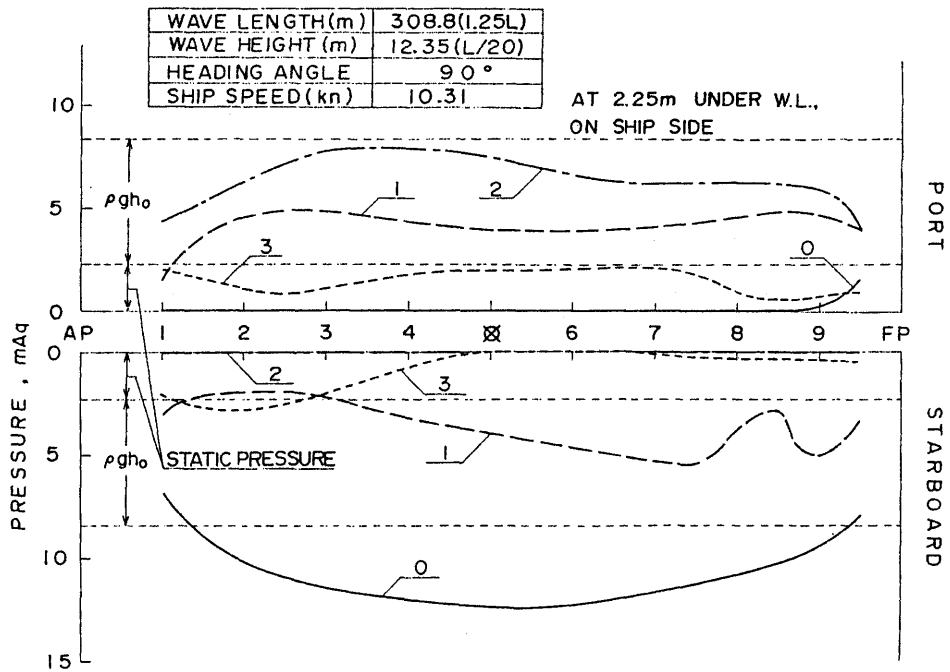 WAVE LENGTH(m) 308.8(1.25L)
WAVE HEIGHT(m) 12.35(L/20)
HEADING ANGLE 90°
SHIP SPEED(kn) 10.31
AT 2.25m UNDER W.L.,
ON SHIP SIDE
10
5
0
ρgh₀
1
2
3
0
PORT
AP 1 2 3 4 ⊗ 6 7 8 9 FP
PRESSURE , mAq
0
5
10
15
2
3
1
ρgh₀
STATIC PRESSURE
0
STARBOARD